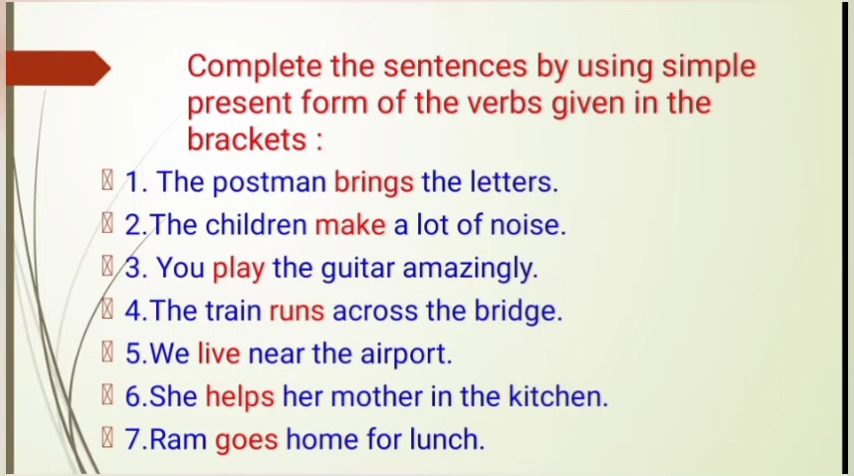 Complete the sentences by using simple
present form of the verbs given in the
brackets :
1. The postman brings the letters.
2.The children make a lot of noise.
3. You play the guitar amazingly.
4.The train runs across the bridge.
5.We live near the airport.
6.She helps her mother in the kitchen.
7.Ram goes home for lunch.